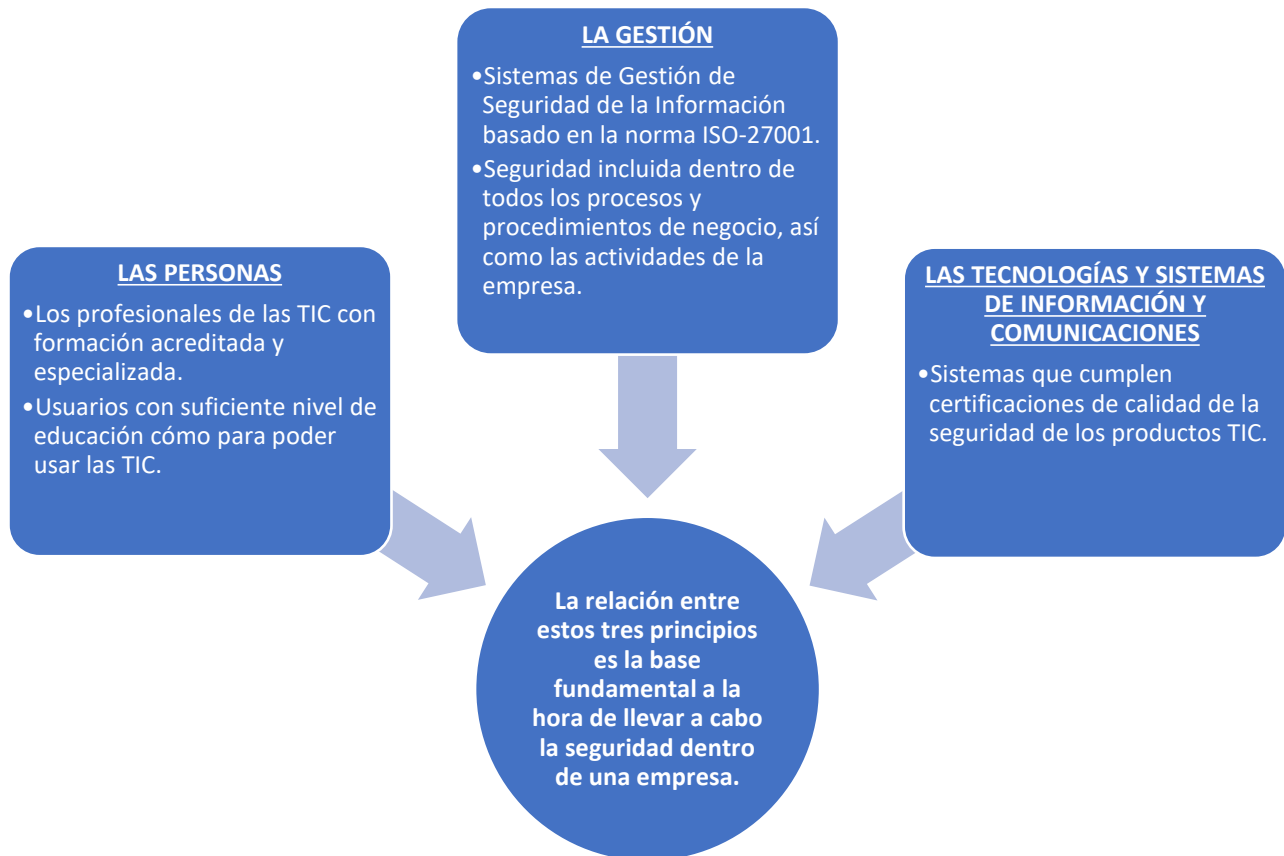 LA GESTIÓN
•Sistemas de Gestión de
Seguridad de la Información
basado en la norma ISO-27001.
•Seguridad incluida dentro de
todos los procesos y
procedimientos de negocio, así
como las actividades de la
empresa.
LAS PERSONAS
•Los profesionales de las TIC con
formación acreditada y
especializada.
•Usuarios con suficiente nivel de
educación cómo para poder
usar las TIC.
LAS TECNOLOGÍAS Y SISTEMAS
DE INFORMACIÓN Y
COMUNICACIONES
•Sistemas que cumplen
certificaciones de calidad de la
seguridad de los productos TIC.
La relación entre
estos tres principios
es la base
fundamental a la
hora de llevar a cabo
la seguridad dentro
de una empresa.